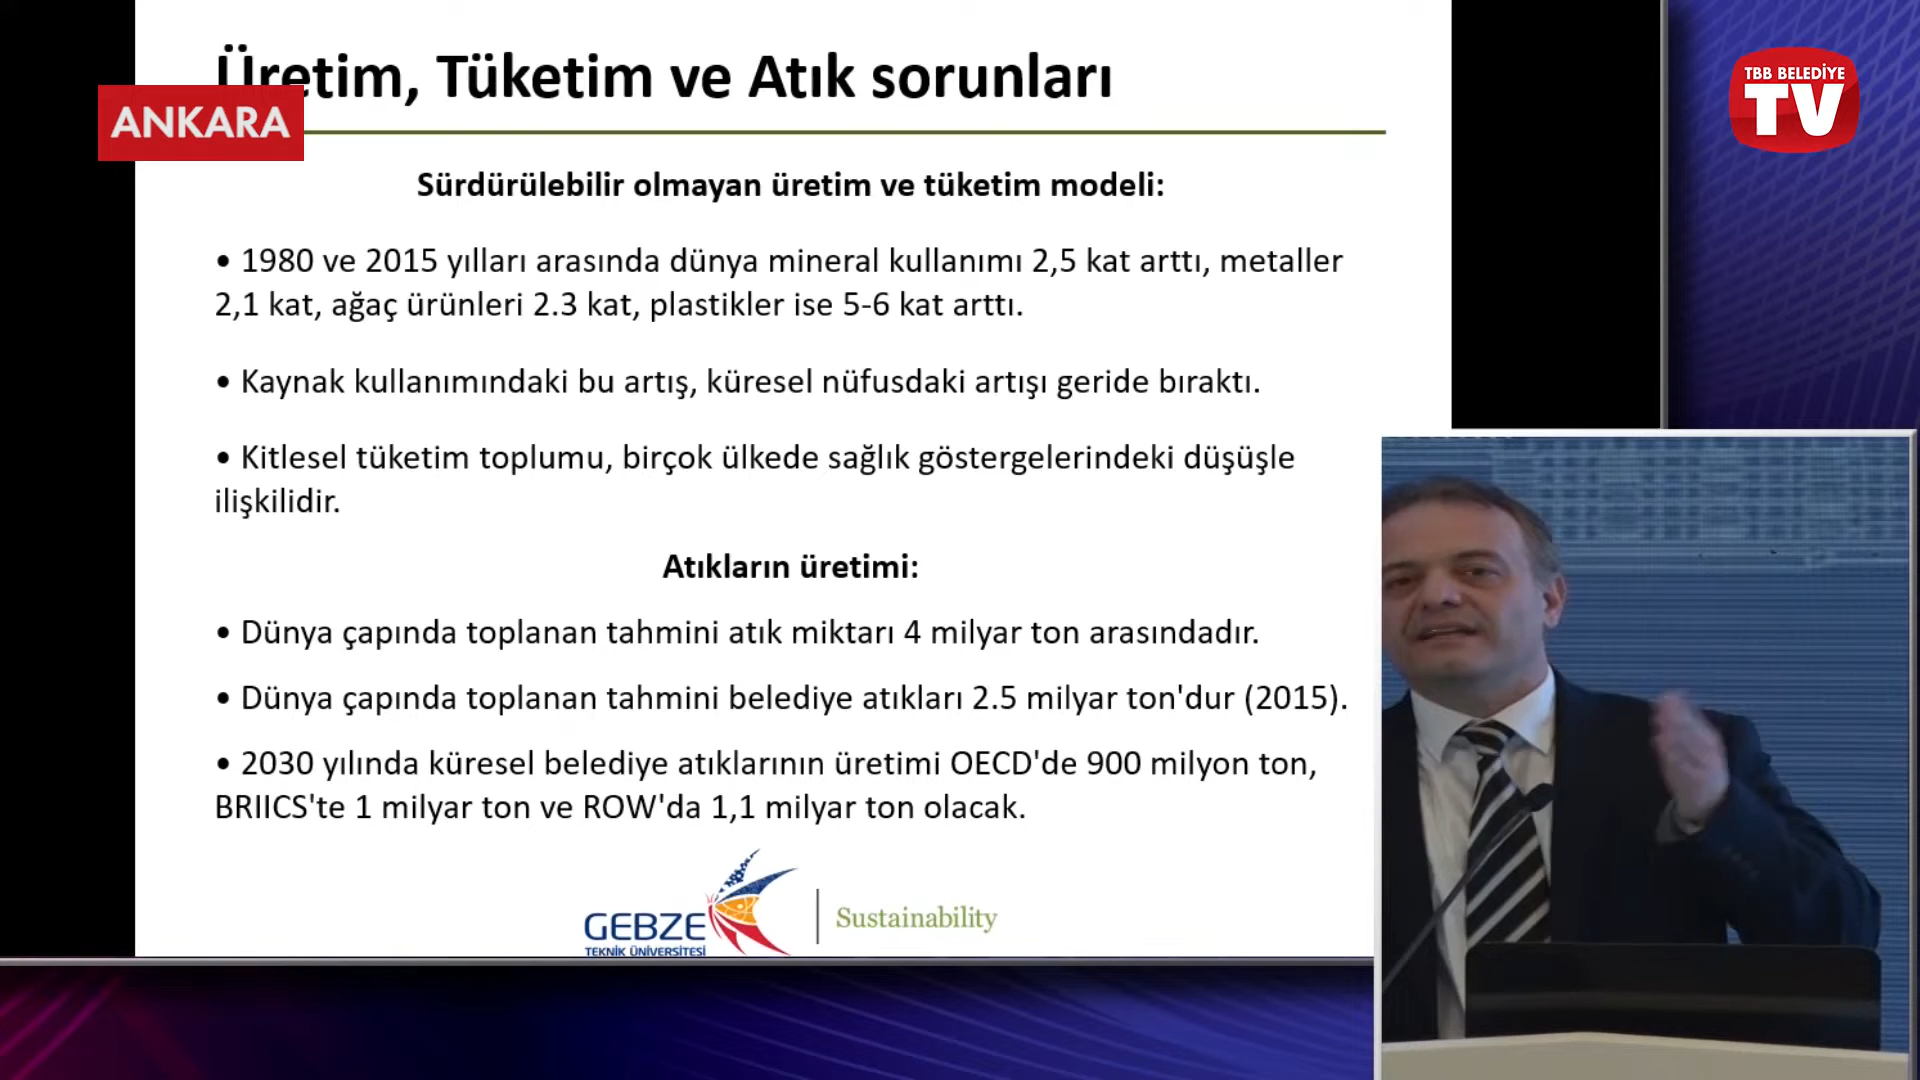 Üretim, Tüketim ve Atık sorunları
ANKARA
TBB BELEDİYE
TV
Sürdürülebilir olmayan üretim ve tüketim modeli:
• 1980 ve 2015 yılları arasında dünya mineral kullanımı 2,5 kat arttı, metaller
2,1 kat, ağaç ürünleri 2.3 kat, plastikler ise 5-6 kat arttı.
• Kaynak kullanımındaki bu artış, küresel nüfusdaki artışı geride bıraktı.
• Kitlesel tüketim toplumu, birçok ülkede sağlık göstergelerindeki düşüşle
ilişkilidir.
Atıkların üretimi:
• Dünya çapında toplanan tahmini atık miktarı 4 milyar ton arasındadır.
• Dünya çapında toplanan tahmini belediye atıkları 2.5 milyar ton'dur (2015).
• 2030 yılında küresel belediye atıklarının üretimi OECD'de 900 milyon ton,
BRIICS'te 1 milyar ton ve ROW'da 1,1 milyar ton olacak.
GEBZE
TEKNİK ÜNİVERSİTESİ
Sustainability